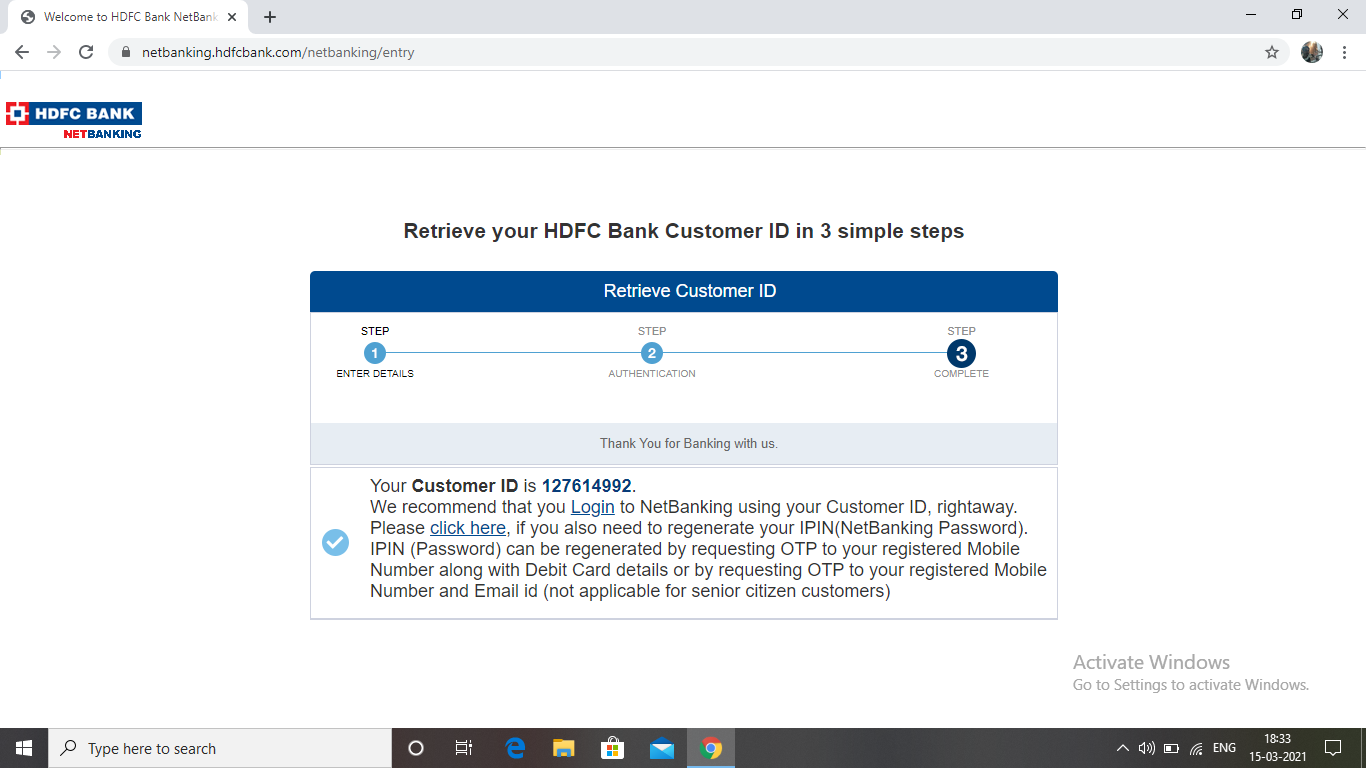 Welcome to HDFC Bank NetBank
netbanking.hdfcbank.com/netbanking/entry
HDFC BANK
NETBANKING
Retrieve your HDFC Bank Customer ID in 3 simple steps
Retrieve Customer ID
STEP STEP STEP
1 2 3
ENTER DETAILS AUTHENTICATION COMPLETE
Thank You for Banking with us.
Your Customer ID is 127614992.
We recommend that you Login to NetBanking using your Customer ID, rightaway.
Please click here, if you also need to regenerate your IPIN(NetBanking Password).
IPIN (Password) can be regenerated by requesting OTP to your registered Mobile
Number along with Debit Card details or by requesting OTP to your registered Mobile
Number and Email id (not applicable for senior citizen customers)
Activate Windows
Go to Settings to activate Windows.
Type here to search
ENG
18:33
15-03-2021